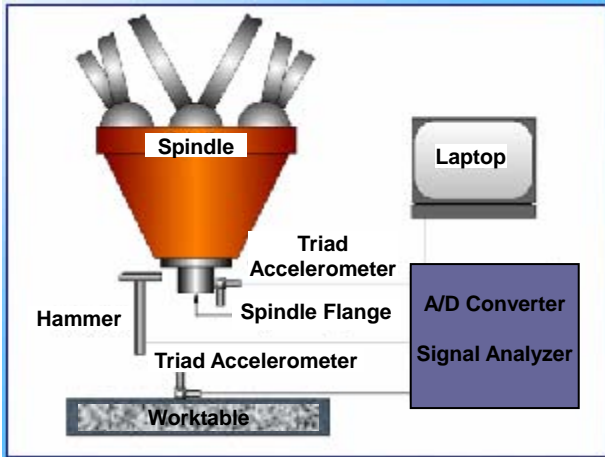 Spindle
Laptop
Triad
Accelerometer
A/D Converter
Spindle Flange
Hammer
Signal Analyzer
Triad Accelerometer
Worktable